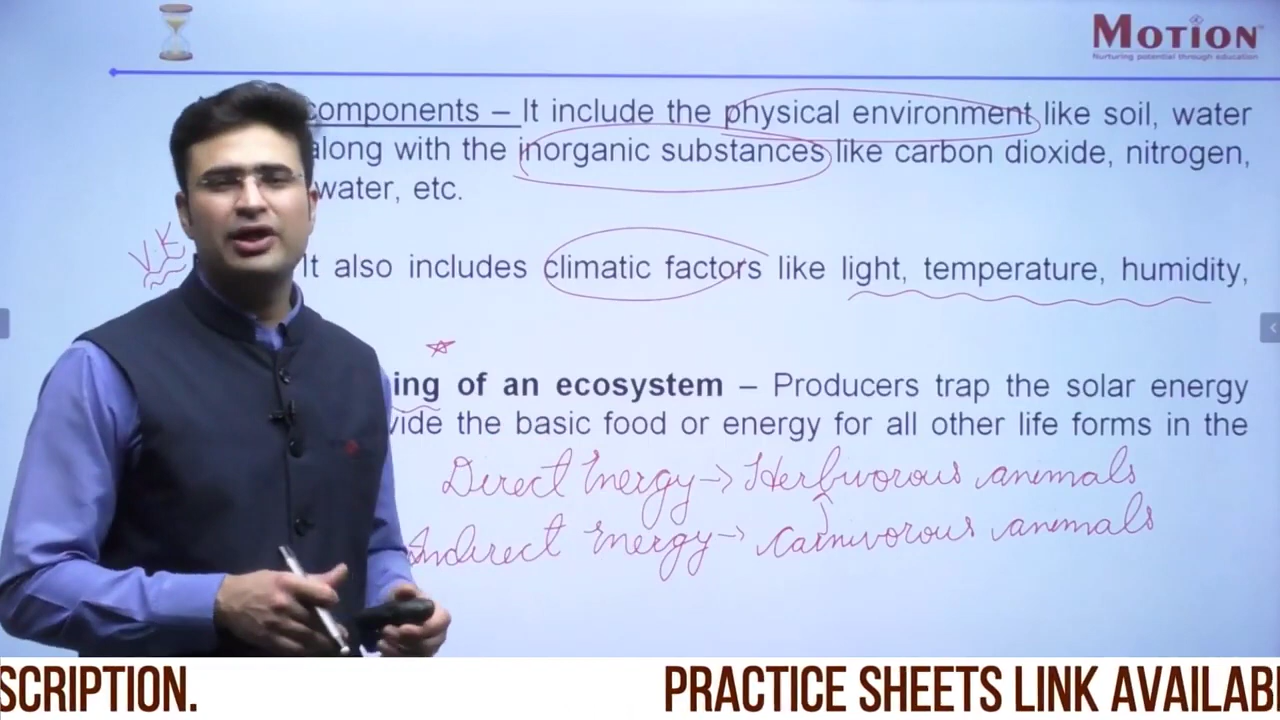 MOTION
Nurturing potential through education
components – It include the physical environment like soil, water
along with the inorganic substances like carbon dioxide, nitrogen,
water, etc.
V.K
It also includes climatic factors like light, temperature, humidity,
ing of an ecosystem – Producers trap the solar energy
vide the basic food or energy for all other life forms in the
Direct Energy → Herbivorous animals
Indirect Energy → carnivorous animals
SCRIPTION. PRACTICE SHEETS LINK AVAILAB